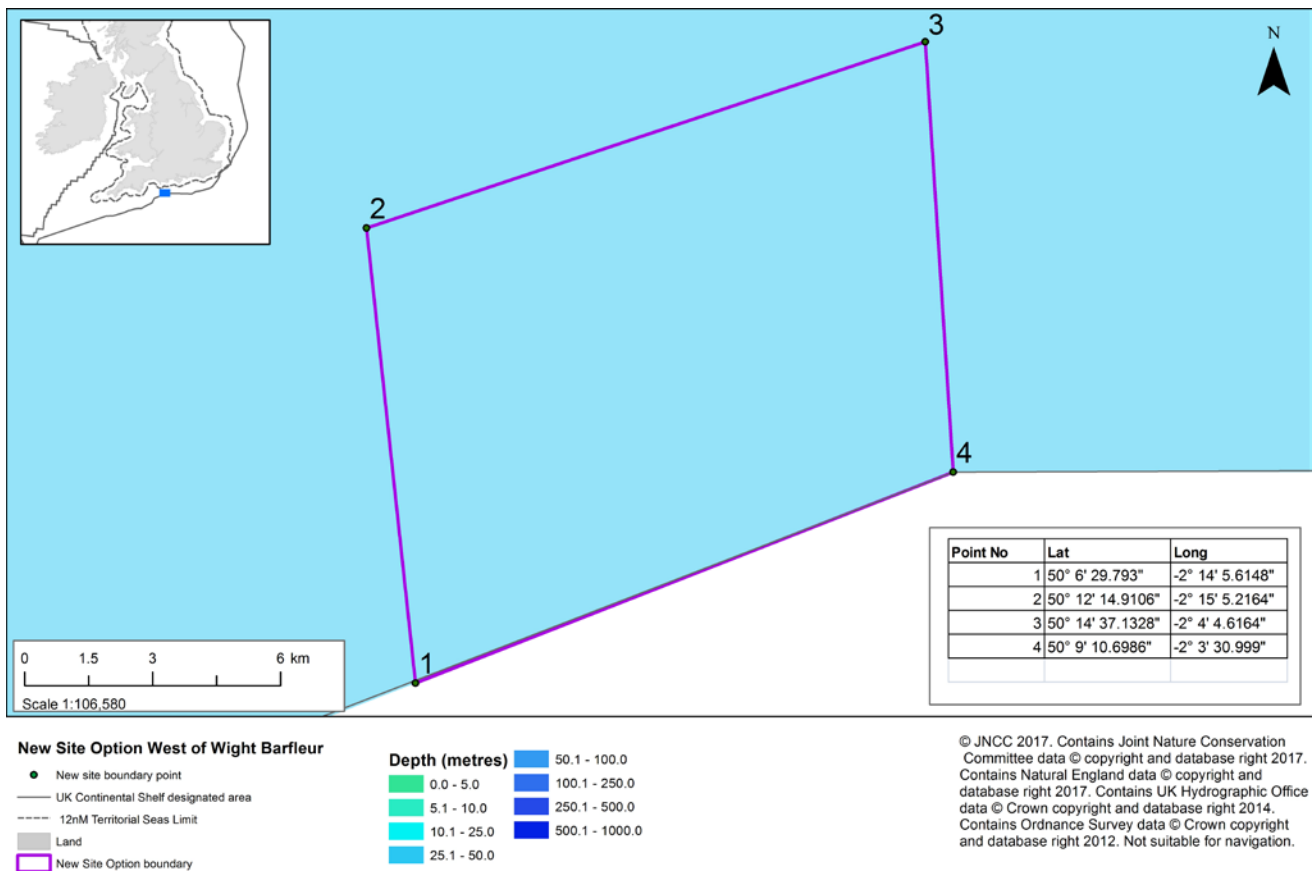 3
N
2
4
1
Point No Lat Long
1 50° 6' 29.793" -2° 14' 5.6148"
2 50° 12' 14.9106" -2° 15' 5.2164"
3 50° 14' 37.1328" -2° 4' 4.6164"
4 50° 9' 10.6986" -2° 3' 30.999"
0 1.5 3 6 km
Scale 1:106,580
New Site Option West of Wight Barfleur
New site boundary point
UK Continental Shelf designated area
12nM Territorial Seas Limit
Land
New Site Option boundary
Depth (metres)
0.0 - 5.0
5.1 - 10.0
10.1 - 25.0
25.1 - 50.0
50.1 - 100.0
100.1 - 250.0
250.1 - 500.0
500.1 - 1000.0
© JNCC 2017. Contains Joint Nature Conservation
Committee data © copyright and database right 2017.
Contains Natural England data © copyright and
database right 2017. Contains UK Hydrographic Office
data © Crown copyright and database right 2014.
Contains Ordnance Survey data © Crown copyright
and database right 2012. Not suitable for navigation.